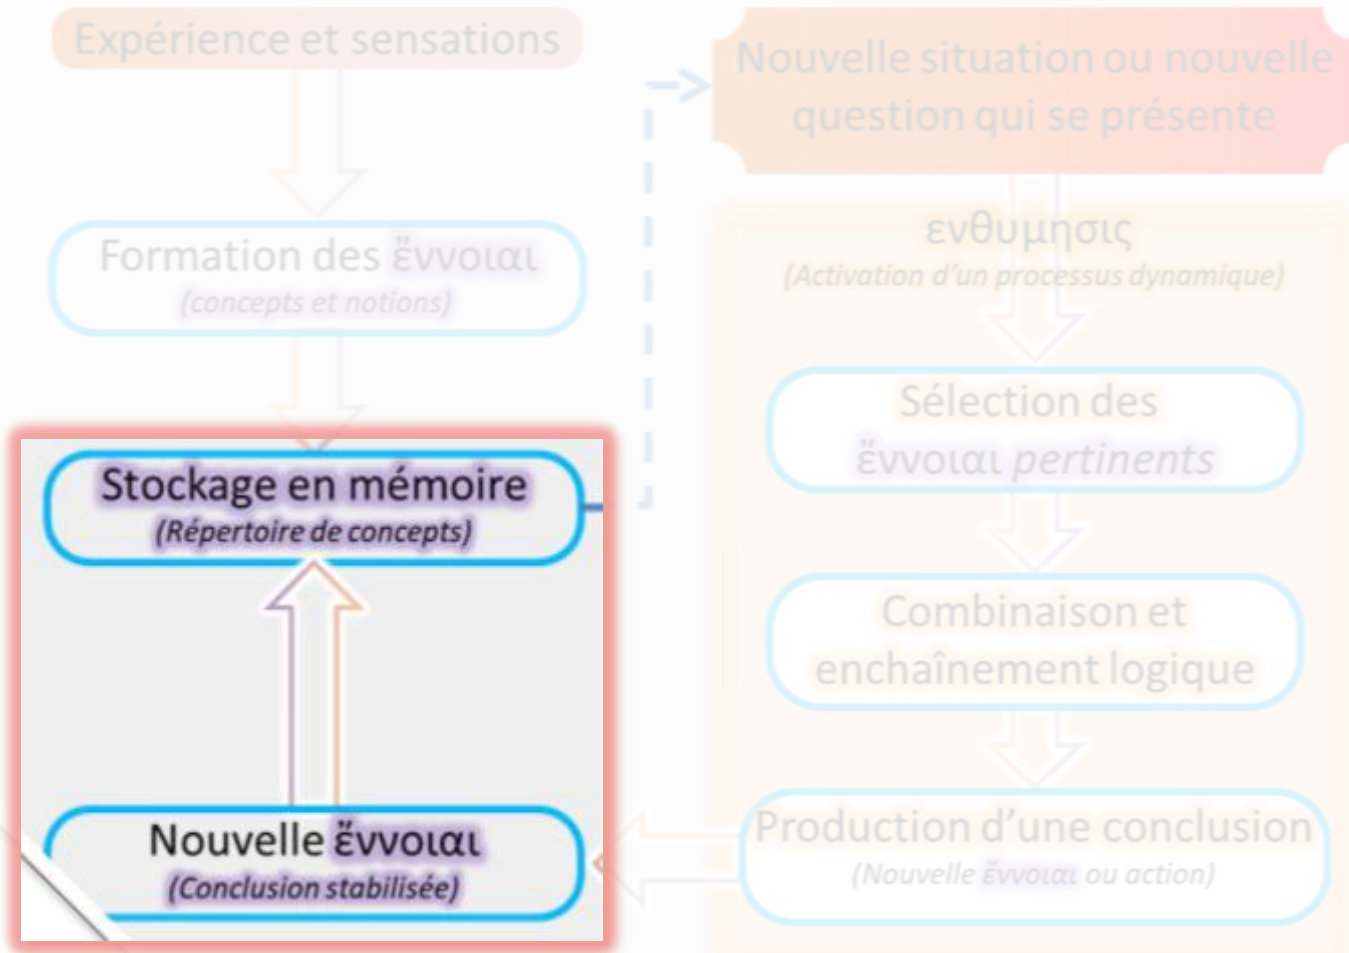 Expérience et sensations
Formation des ἔννοιαι
(concepts et notions)
Stockage en mémoire
(Répertoire de concepts)
Nouvelle ἔννοιαι
(Conclusion stabilisée)
Nouvelle situation ou nouvelle
question qui se présente
ενθυμησις
(Activation d’un processus dynamique)
Sélection des
ἔννοιαι pertinents
Combinaison et
enchaînement logique
Production d’une conclusion
(Nouvelle ἔννοιαι ou action)